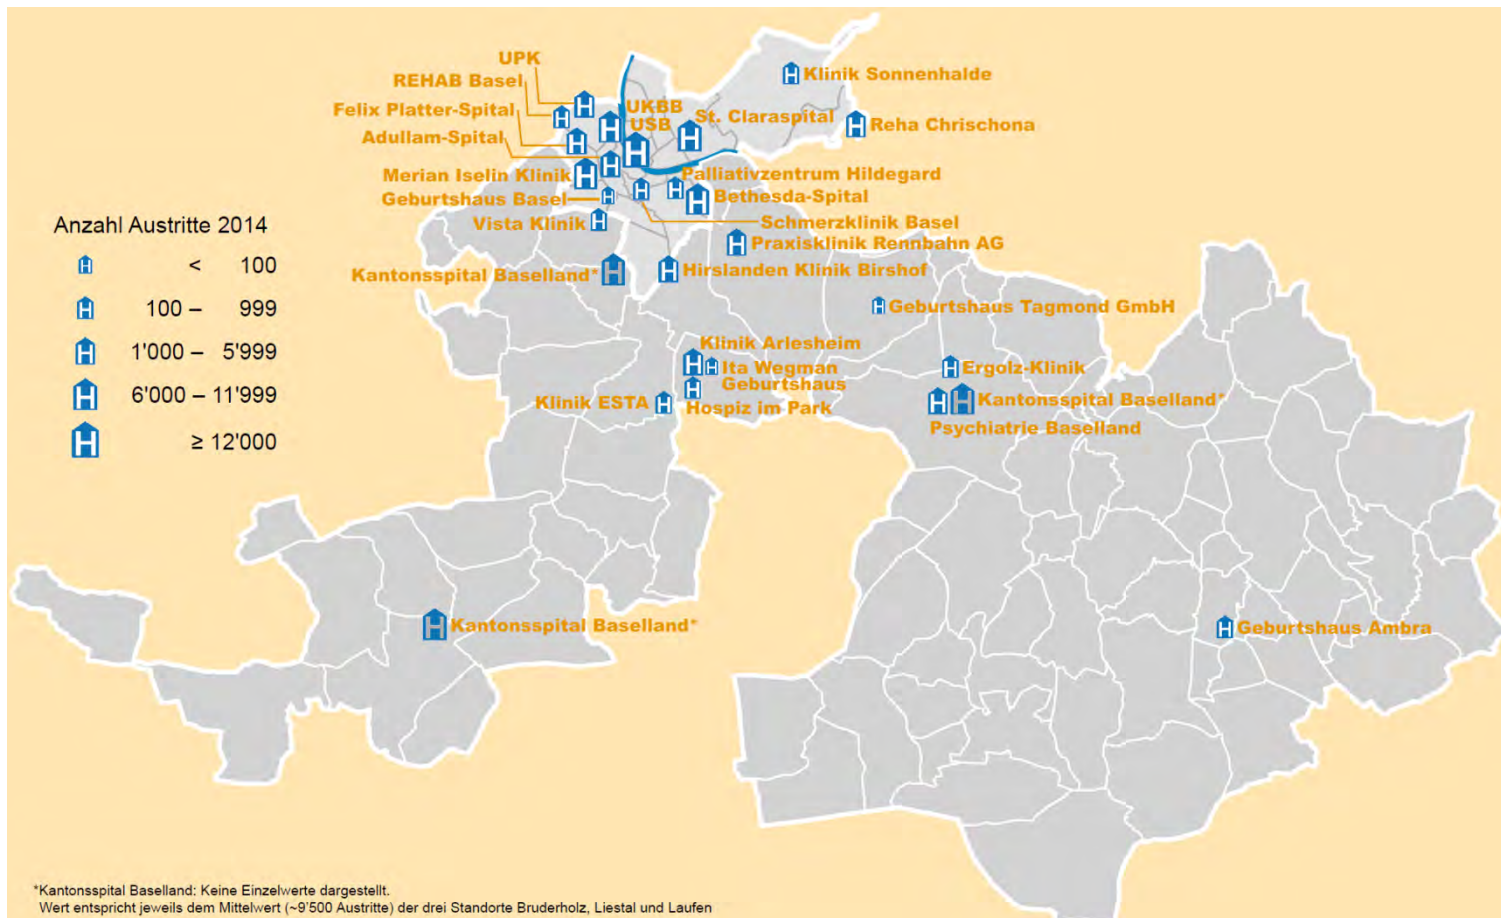 UPK
REHAB Basel
Felix Platter-Spital
Adullam-Spital
UKBB
USB
St. Claraspital
Klinik Sonnenhalde
Reha Chrischona
Merian Iselin Klinik
Palliativzentrum Hildegard
Geburtshaus Basel
Bethesda-Spital
Vista Klinik
Schmerzklinik Basel
Praxisklinik Rennbahn AG
Kantonsspital Baselland*
Hirslanden Klinik Birshof
Geburtshaus Tagmond GmbH
Klinik Arlesheim
Ita Wegman
Geburtshaus
Ergolz-Klinik
Klinik ESTA
Hospiz im Park
Kantonsspital Baselland*
Psychiatrie Baselland
Kantonsspital Baselland*
Geburtshaus Ambra
Anzahl Austritte 2014
H < 100
H 100 – 999
H 1'000 – 5'999
H 6'000 – 11'999
H ≥ 12'000
*Kantonsspital Baselland: Keine Einzelwerte dargestellt.
Wert entspricht jeweils dem Mittelwert (~9'500 Austritte) der drei Standorte Bruderholz, Liestal und Laufen